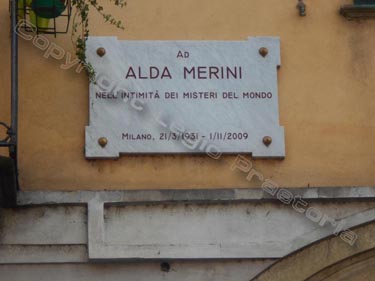 AD
ALDA MERINI
NELL'INTIMITÀ DEI MISTERI DEL MONDO
MILANO, 21/3/1931 - 1/11/2009
Copyright Legio Praetoria